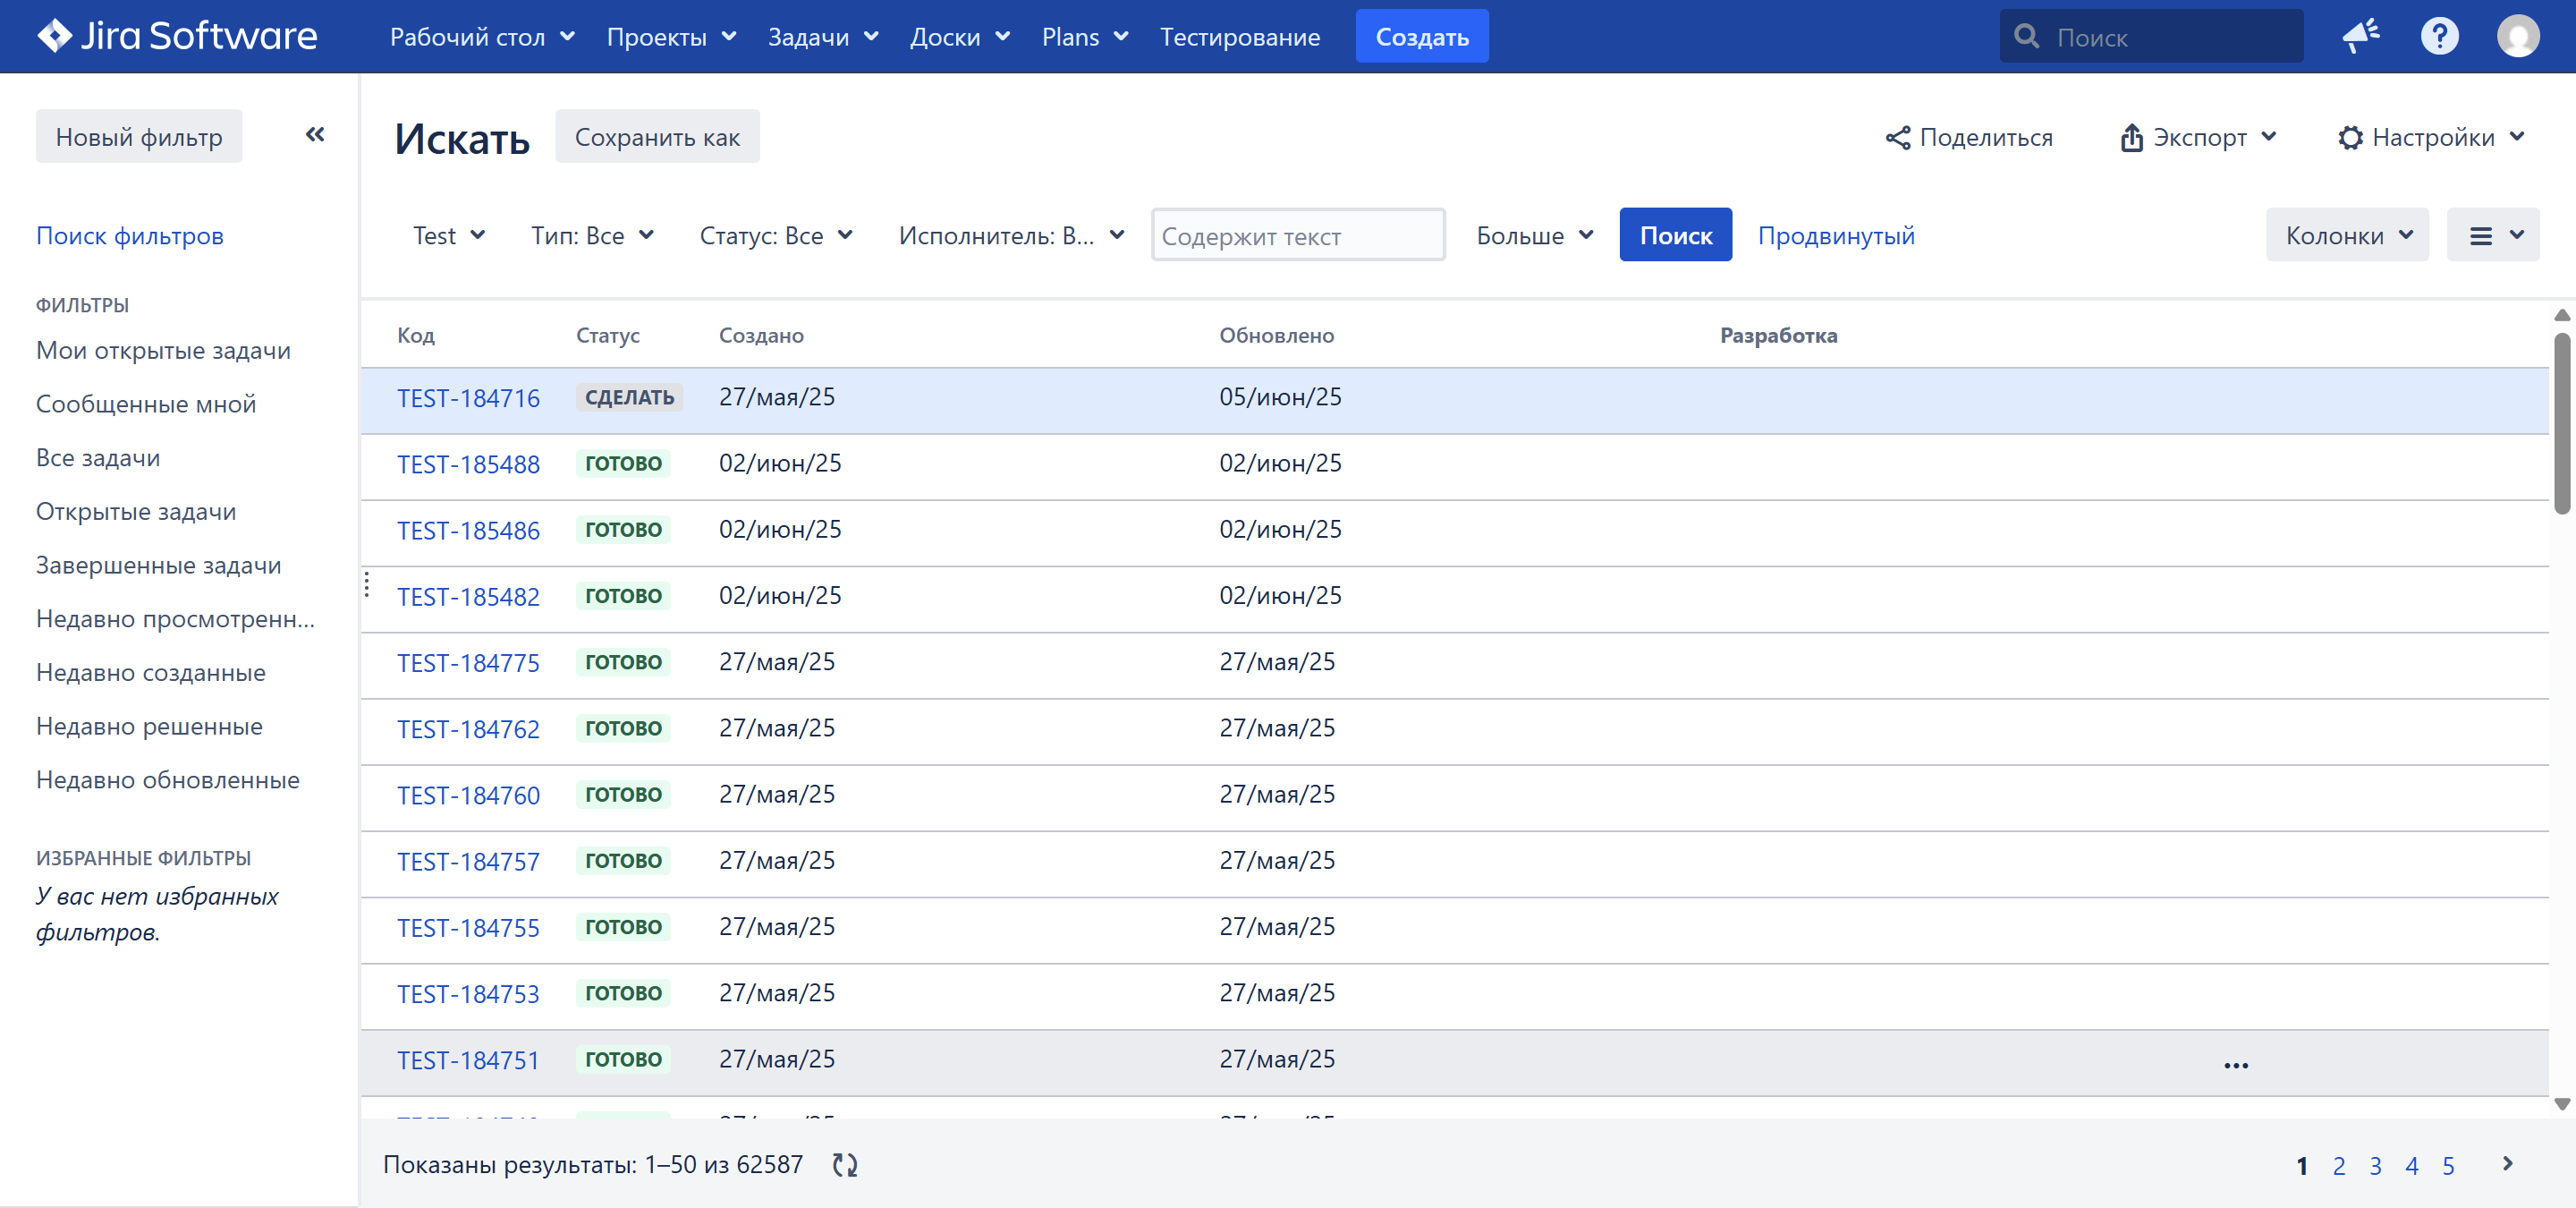 Jira Software Рабочий стол Проекты Задачи Доски Plans Тестирование Создать Поиск
Новый фильтр
Поиск фильтров
ФИЛЬТРЫ
Мои открытые задачи
Сообщенные мной
Все задачи
Открытые задачи
Завершенные задачи
Недавно просмотренн...
Недавно созданные
Недавно решенные
Недавно обновленные
ИЗБРАННЫЕ ФИЛЬТРЫ
У вас нет избранных
фильтров.
Искать Сохранить как Поделиться Экспорт Настройки
Test Тип: Все Статус: Все Исполнитель: В... Содержит текст Больше Поиск Продвинутый Колонки
Код Статус Создано Обновлено Разработка
TEST-184716 СДЕЛАТЬ 27/мая/25 05/июн/25
TEST-185488 ГОТОВО 02/июн/25 02/июн/25
TEST-185486 ГОТОВО 02/июн/25 02/июн/25
TEST-185482 ГОТОВО 02/июн/25 02/июн/25
TEST-184775 ГОТОВО 27/мая/25 27/мая/25
TEST-184762 ГОТОВО 27/мая/25 27/мая/25
TEST-184760 ГОТОВО 27/мая/25 27/мая/25
TEST-184757 ГОТОВО 27/мая/25 27/мая/25
TEST-184755 ГОТОВО 27/мая/25 27/мая/25
TEST-184753 ГОТОВО 27/мая/25 27/мая/25
TEST-184751 ГОТОВО 27/мая/25 27/мая/25
Показаны результаты: 1–50 из 62587 1 2 3 4 5